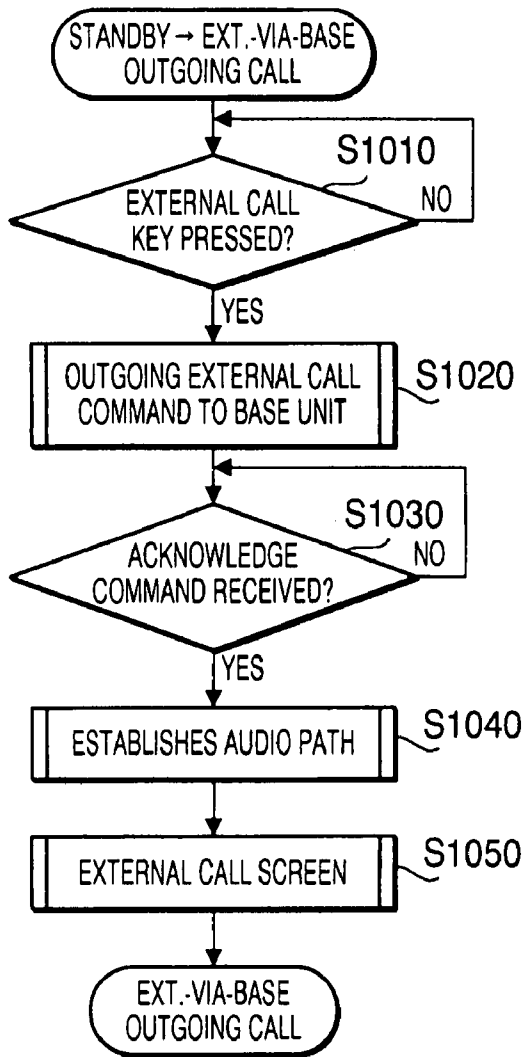 STANDBY → EXT.-VIA-BASE
OUTGOING CALL
S1010
EXTERNAL CALL
KEY PRESSED?
NO
YES
OUTGOING EXTERNAL CALL
COMMAND TO BASE UNIT
S1020
S1030
ACKNOWLEDGE
COMMAND RECEIVED?
NO
YES
ESTABLISHES AUDIO PATH
S1040
EXTERNAL CALL SCREEN
S1050
EXT.-VIA-BASE
OUTGOING CALL